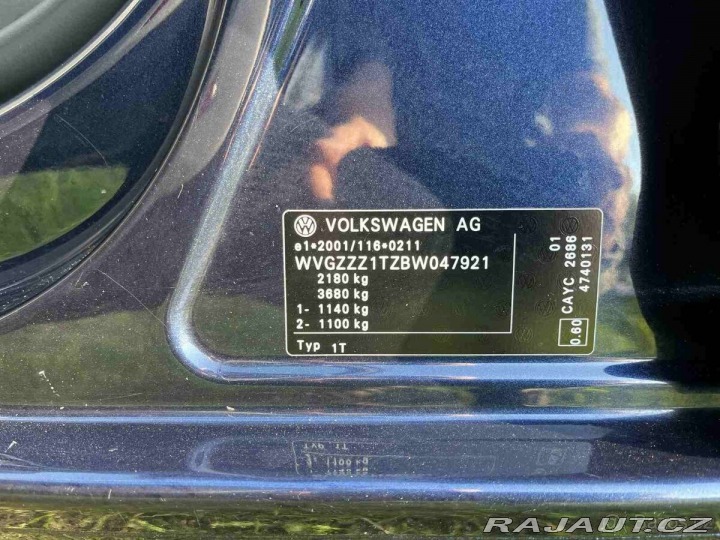 VOLKSWAGEN AG
e1*2001/116*0211
WVGZZZ1TZBW047921
2180 kg
3680 kg
1- 1140 kg
2- 1100 kg
Typ 1T
01
CAYC 2686
4740131
0.60
RAJAUT.CZ